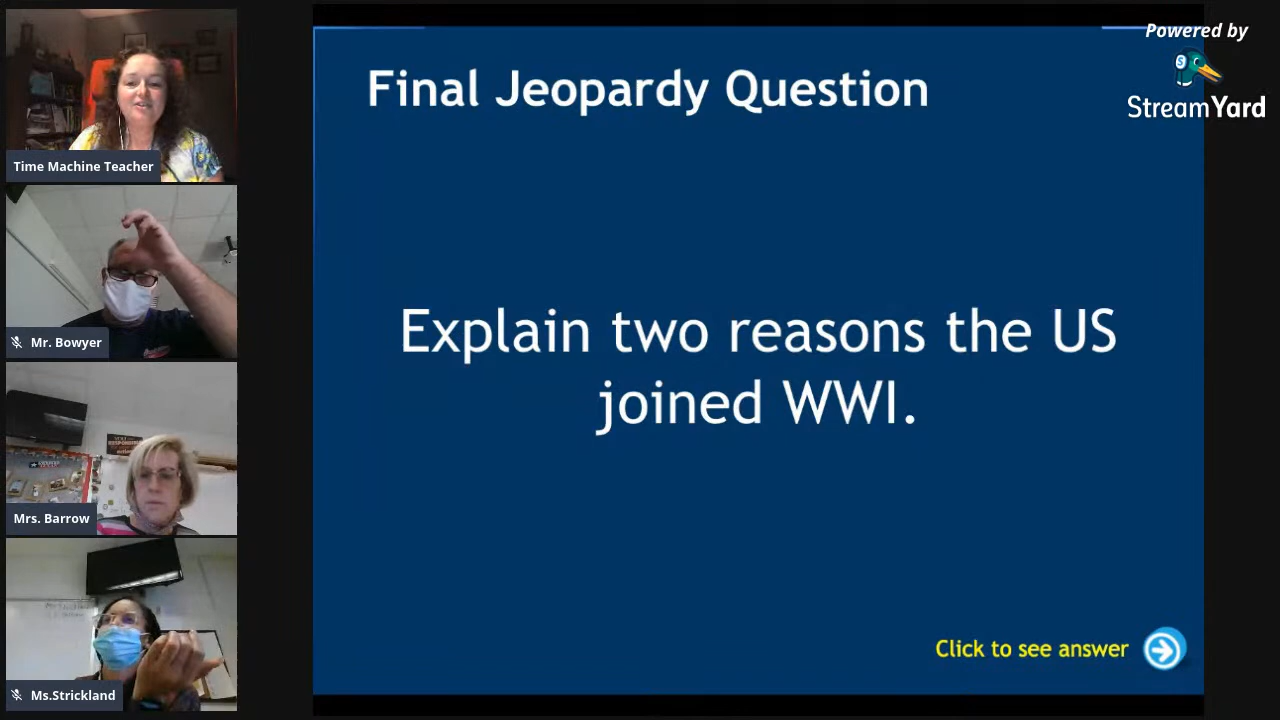 Final Jeopardy Question
Explain two reasons the US
joined WWI.
Click to see answer
Powered by
StreamYard
Time Machine Teacher
Mr. Bowyer
Mrs. Barrow
Ms.Strickland